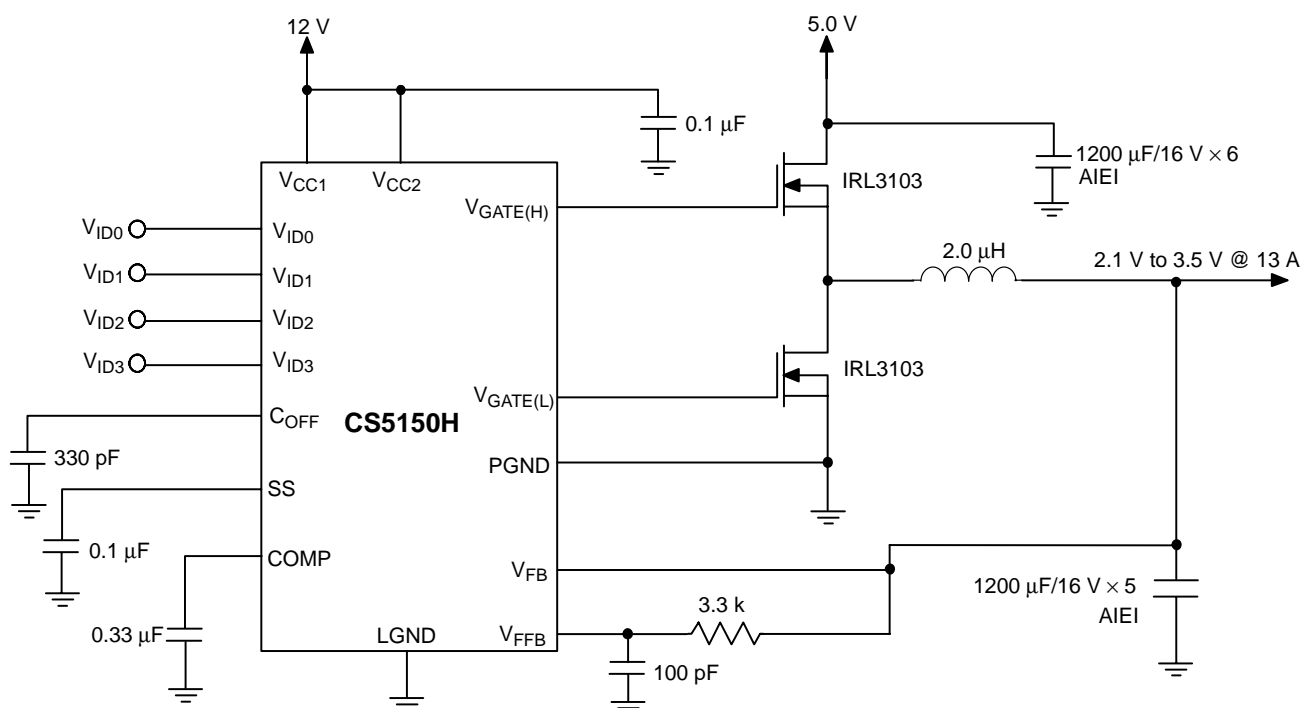 12 V
5.0 V
0.1 μF
1200 μF/16 V × 6
AIEI
VCC1
VCC2
IRL3103
VGATE(H)
VID0
VID0
2.0 μH
2.1 V to 3.5 V @ 13 A
VID1
VID1
VID2
VID2
VID3
VID3
IRL3103
VGATE(L)
COFF
CS5150H
330 pF
PGND
SS
0.1 μF
COMP
VFB
1200 μF/16 V × 5
AIEI
3.3 k
0.33 μF
LGND
VFFB
100 pF